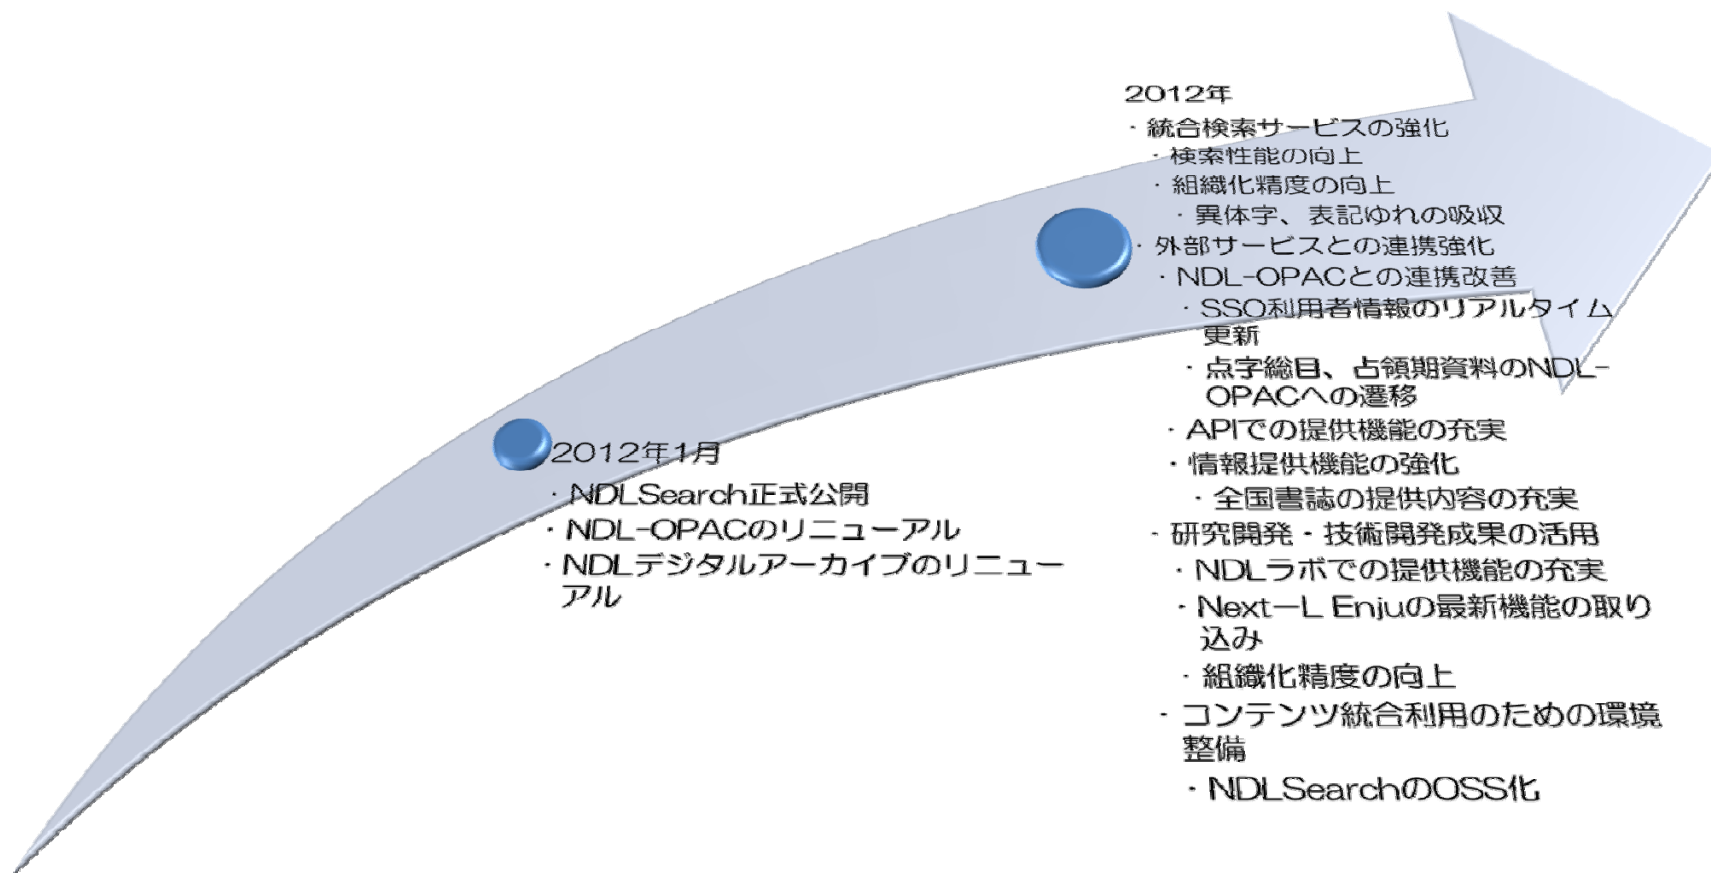 2012年
・統合検索サービスの強化
・検索性能の向上
・組織化精度の向上
・異体字、表記ゆれの吸収
・外部サービスとの連携強化
・NDL-OPACとの連携改善
・SSO利用者情報のリアルタイム
更新
・点字総目、占領期資料のNDL-
OPACへの遷移
・APIでの提供機能の充実
・情報提供機能の強化
・全国書誌の提供内容の充実
・研究開発・技術開発成果の活用
・NDLラボでの提供機能の充実
・Next-L Enjuの最新機能の取り
込み
・組織化精度の向上
・コンテンツ統合利用のための環境
整備
・NDLSearchのOSS化
2012年1月
・NDLSearch正式公開
・NDL-OPACのリニューアル
・NDLデジタルアーカイブのリニュー
アル